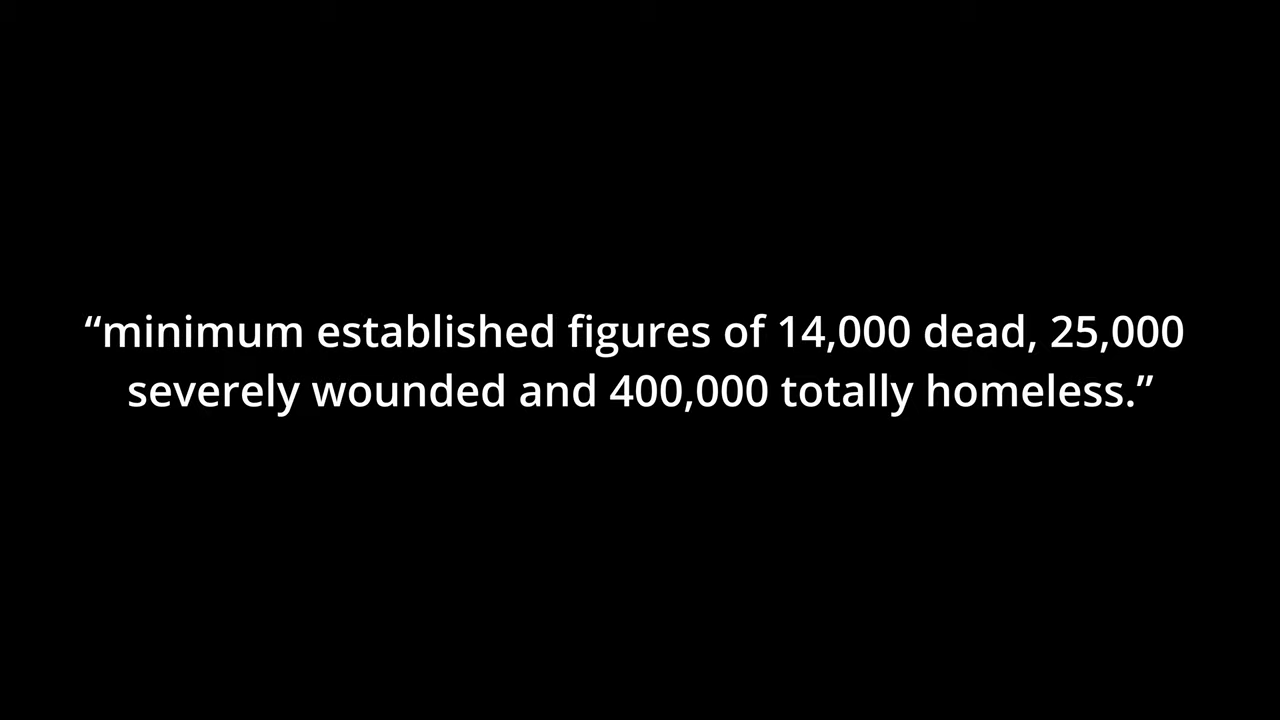 “minimum established figures of 14,000 dead, 25,000
severely wounded and 400,000 totally homeless.”